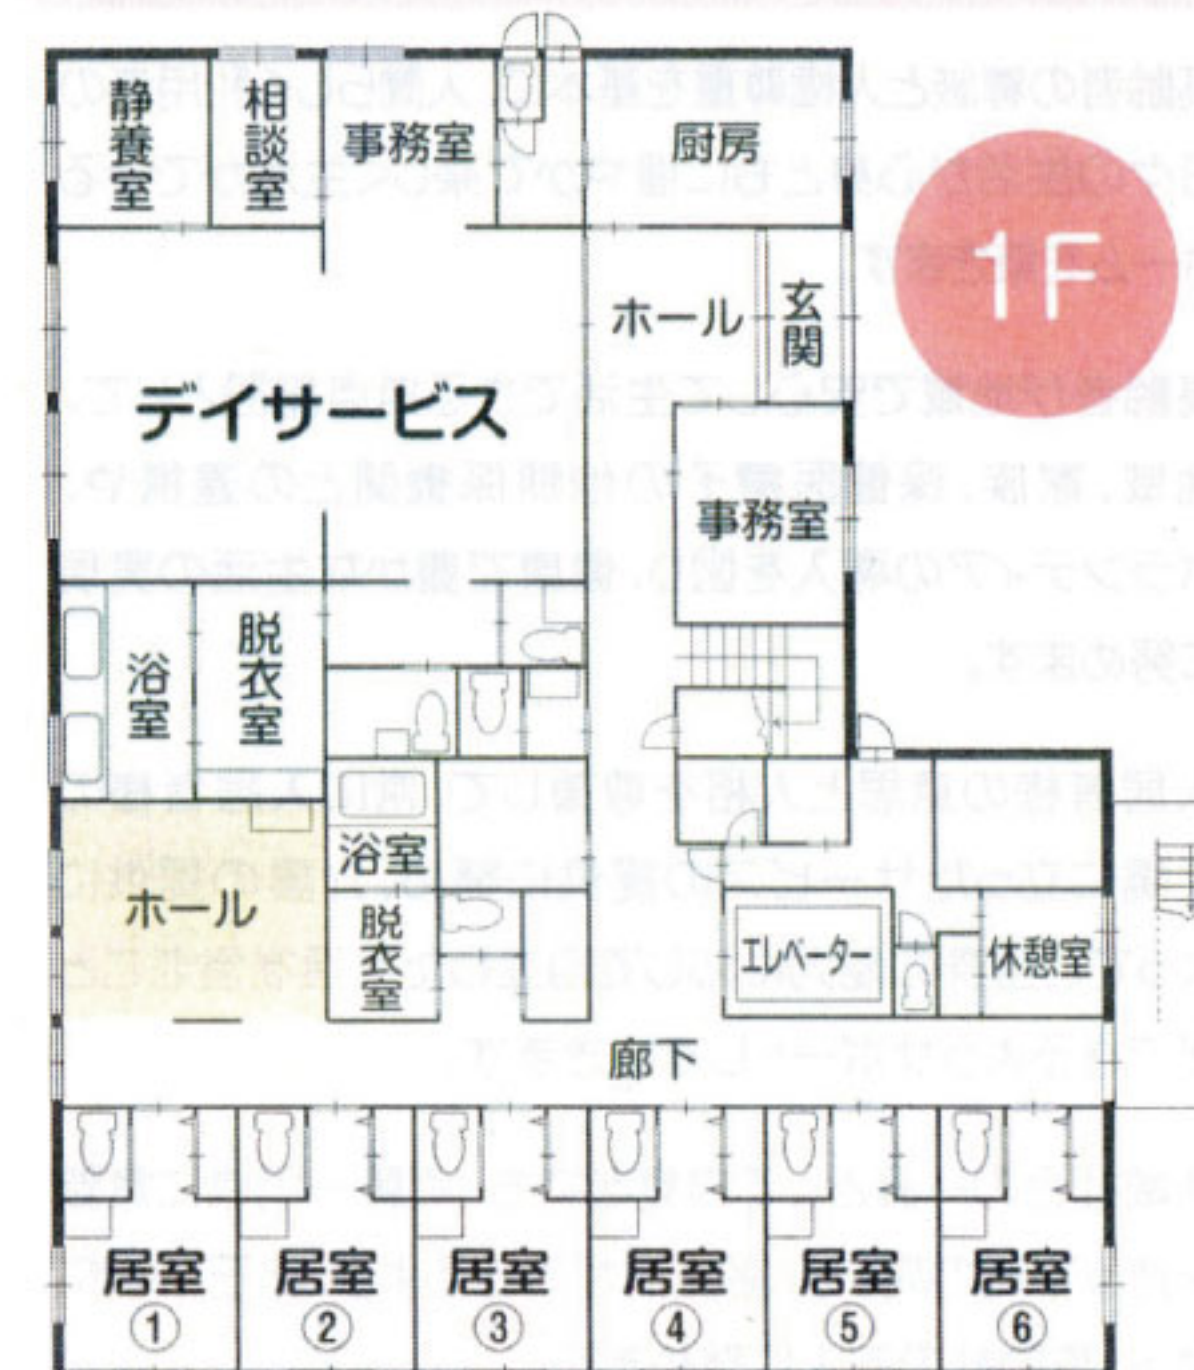 静養室
相談室
事務室
厨房
1F
ホール
玄関
デイサービス
事務室
浴室
脱衣室
浴室
ホール
脱衣室
エレベーター
休憩室
廊下
居室
①
居室
②
居室
③
居室
④
居室
⑤
居室
⑥